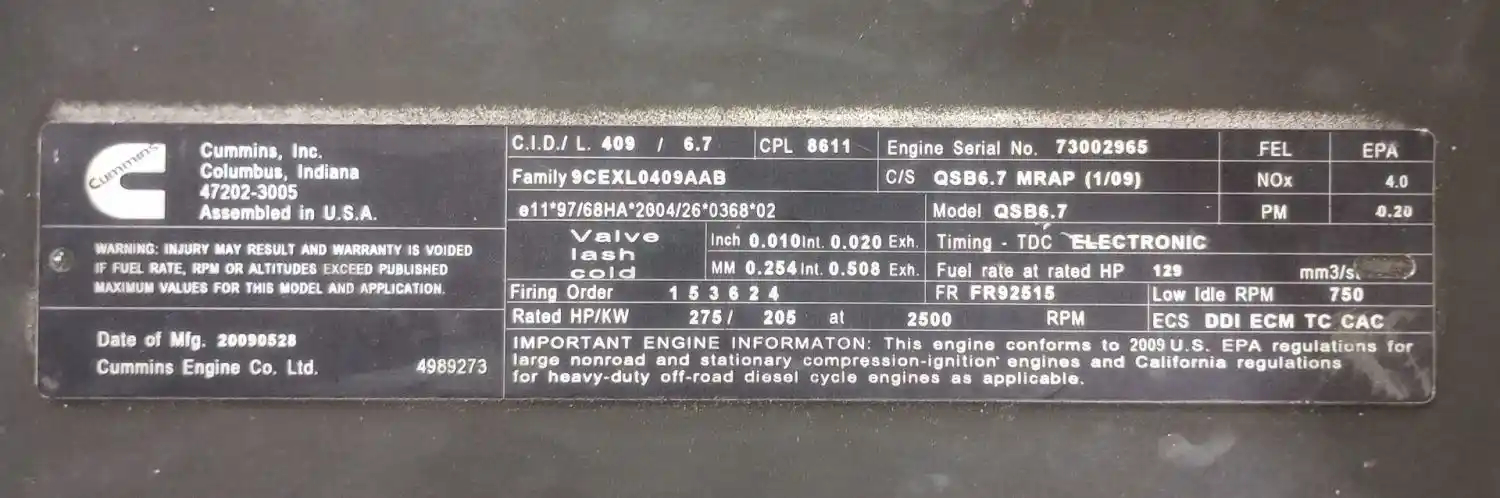 Cummins
Cummins, Inc.
Columbus, Indiana
47202-3005
Assembled in U.S.A.
WARNING: INJURY MAY RESULT AND WARRANTY IS VOIDED
IF FUEL RATE, RPM OR ALTITUDES EXCEED PUBLISHED
MAXIMUM VALUES FOR THIS MODEL AND APPLICATION.
Date of Mfg. 20090528
Cummins Engine Co. Ltd. 4989273
C.I.D./ L. 409 / 6.7 CPL 8611 Engine Serial No. 73002965 FEL EPA
Family 9CEXL0409AAB C/S QSB6.7 MRAP (1/09) NOx 4.0
e11*97/68HA*2004/26*0368*02 Model QSB6.7 PM 0.20
Valve
lash
cold
Inch 0.010 Int. 0.020 Exh. Timing - TDC ELECTRONIC
MM 0.254 Int. 0.508 Exh. Fuel rate at rated HP 129 mm3/s
Firing Order 1 5 3 6 2 4 FR FR92515 Low Idle RPM 750
Rated HP/KW 275 / 205 at 2500 RPM ECS DDI ECM TC CAC
IMPORTANT ENGINE INFORMATON: This engine conforms to 2009 U.S. EPA regulations for
large nonroad and stationary compression-ignition engines and California regulations
for heavy-duty off-road diesel cycle engines as applicable.